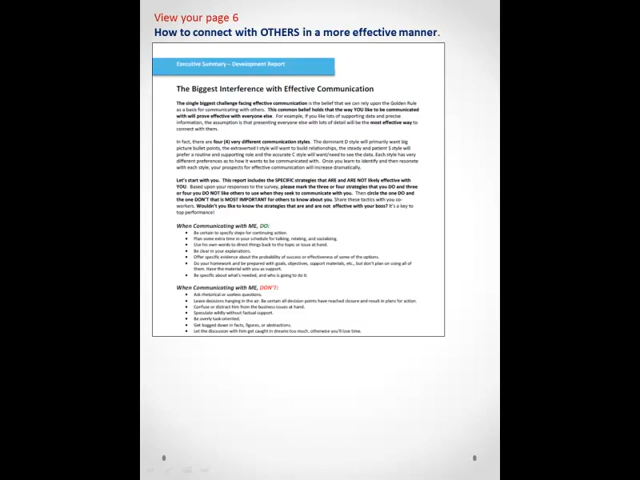 View your page 6
How to connect with OTHERS in a more effective manner.
Executive Summary – Development Report
The Biggest Interference with Effective Communication
The single biggest challenge facing effective communication is the belief that we can rely upon the Golden Rule
as a basis for communicating with others. This common belief holds that the way YOU like to be communicated
with will prove effective with everyone else. For example, if you like lots of supporting data and precise
information, the assumption is that presenting everyone else with lots of detail will be the most effective way to
connect with them.
In fact, there are four (4) very different communication styles. The dominant D style will primarily want big
picture bullet points, the extraverted I style will want to build relationships, the steady and patient S style will
prefer a routine and supporting role and the accurate C style will want/need to use the data. Each style has very
different preferences as to how it wants to be communicated with. Once you learn to identify and then resonate
with each style, your prospects for effective communication will increase dramatically.
Let's start with you. This report includes the SPECIFIC strategies that ARE and ARE NOT likely effective with
YOU. Based upon your responses to the survey, please mark the three or four strategies that you DO and three
or four you DO NOT like others to use when they seek to communicate with you. Then circle the one DO and
the one DON'T that is MOST IMPORTANT for others to know about you. Share these tactics with you co-
workers. Wouldn't you like to know the strategies that are and are not effective with your boss? It's a key to
top performance!
When Communicating with ME, DO:
• Be certain to specify steps for continuing action.
• Plan some extra time in your schedule for talking, relating, and socializing.
• Use his own words to direct things back to the topic or issue at hand.
• Be clear in your explanations.
• Offer specific evidence about the probability of success or effectiveness of some of the options.
• Do your homework and be prepared with goals, objectives, support materials, etc., but don't plan on using all of
them. Have the material with you as support.
• Be specific about what's needed, and who is going to do it.
When Communicating with ME, DON'T:
• Ask rhetorical or useless questions.
• Leave decisions hanging in the air. Be certain all decision points have reached closure and result in plans for action.
• Confuse or distract him from the business issues at hand.
• Speculate wildly without factual support.
• Be overly task-oriented.
• Get bogged down in facts, figures, or abstractions.
• Let the discussion with him get caught in dreams too much, otherwise you'll lose time.